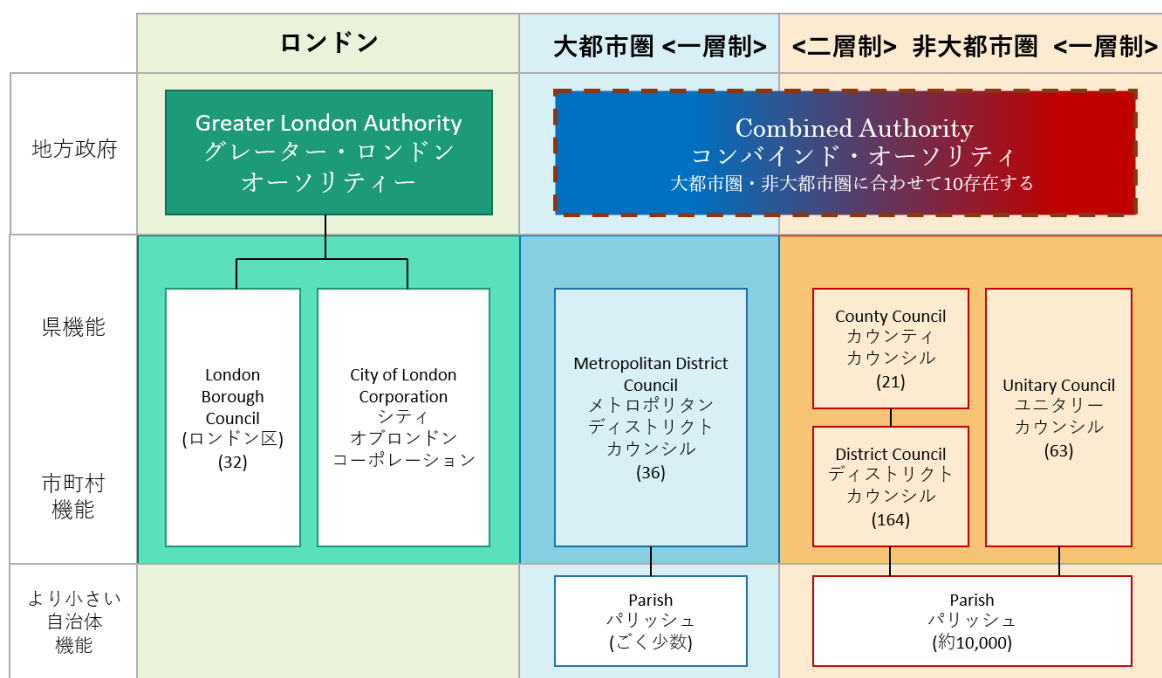 ロンドン
大都市圏 <一層制>
<二層制> 非大都市圏 <一層制>
地方政府
Greater London Authority
グレーター・ロンドン
オーソリティー
Combined Authority
コンバインド・オーソリティ
大都市圏・非大都市圏に合わせて10存在する
県機能
市町村
機能
London
Borough
Council
(ロンドン区)
(32)
City of London
Corporation
シティ
オブロンドン
コーポレーション
Metropolitan District
Council
メトロポリタン
ディストリクト
カウンシル
(36)
County Council
カウンティ
カウンシル
(21)
District Council
ディストリクト
カウンシル
(164)
Unitary Council
ユニタリー
カウンシル
(63)
より小さい
自治体
機能
Parish
パリッシュ
(ごく少数)
Parish
パリッシュ
(約10,000)